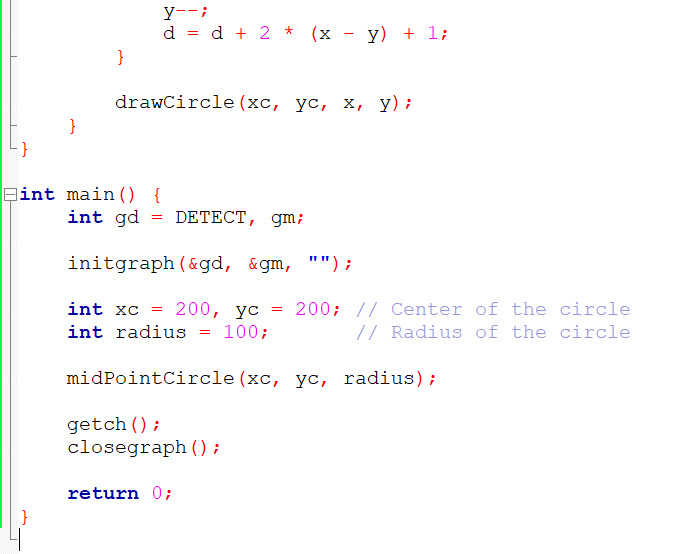 y--;
            d = d + 2 * (x - y) + 1;
        }

        drawCircle(xc, yc, x, y);
    }
}

int main() {
    int gd = DETECT, gm;

    initgraph(&gd, &gm, "");

    int xc = 200, yc = 200; // Center of the circle
    int radius = 100;       // Radius of the circle

    midPointCircle(xc, yc, radius);

    getch();
    closegraph();

    return 0;
}